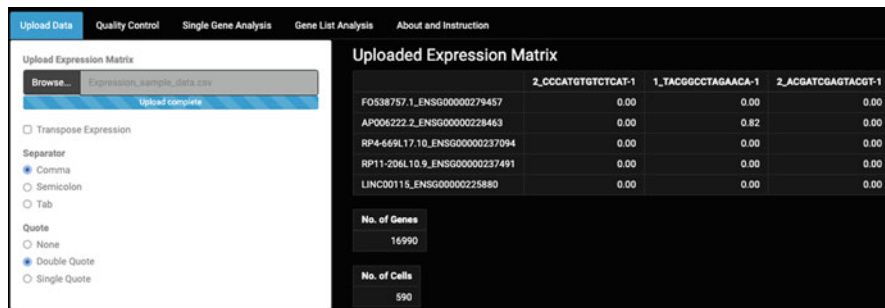 Upload Data Quality Control Single Gene Analysis Gene List Analysis About and Instruction
Upload Expression Matrix
Browse... Expression_sample_data.csv
Upload complete
Transpose Expression
Separator
Comma
Semicolon
Tab
Quote
None
Double Quote
Single Quote
Uploaded Expression Matrix
2_CCCATGTGTCTCAT-1 1_TACGGCCTAGAACA-1 2_ACGATCGAGTACGT-1
FO538757.1_ENSG00000279457 0.00 0.00 0.00
AP006222.2_ENSG00000228463 0.00 0.82 0.00
RP4-669L17.10_ENSG00000237094 0.00 0.00 0.00
RP11-206L10.9_ENSG00000237491 0.00 0.00 0.00
LINC00115_ENSG00000225880 0.00 0.00 0.00
No. of Genes
16990
No. of Cells
590